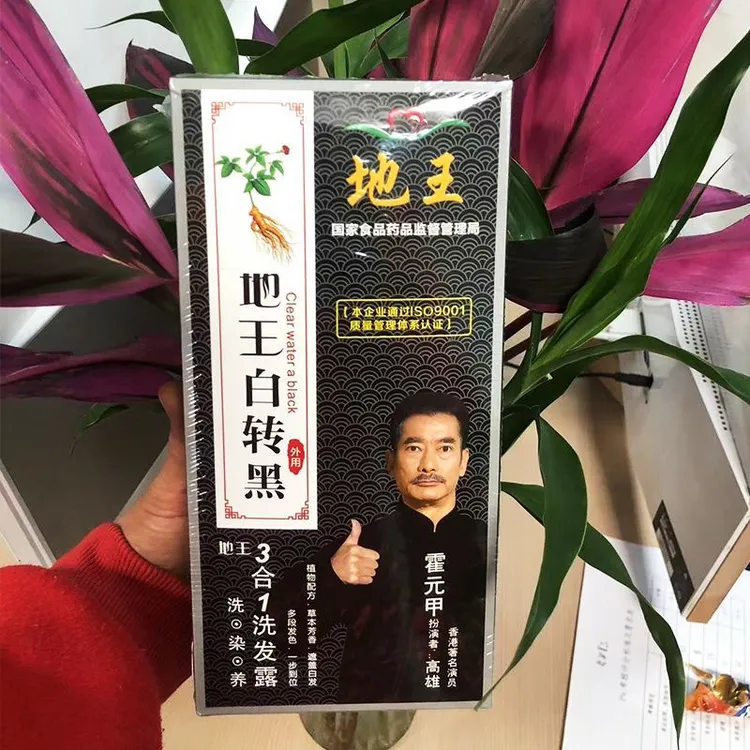 地王
国家食品药品监督管理局
【本企业通过ISO9001
质量管理体系认证】
地王白转黑
Clear water a black
外用
地王
3合1洗发露
洗⊙染⊙养
植物配方,草本芳香,遮盖白发
多段发色,一步到位
香港著名演员
霍元甲扮演者:高雄